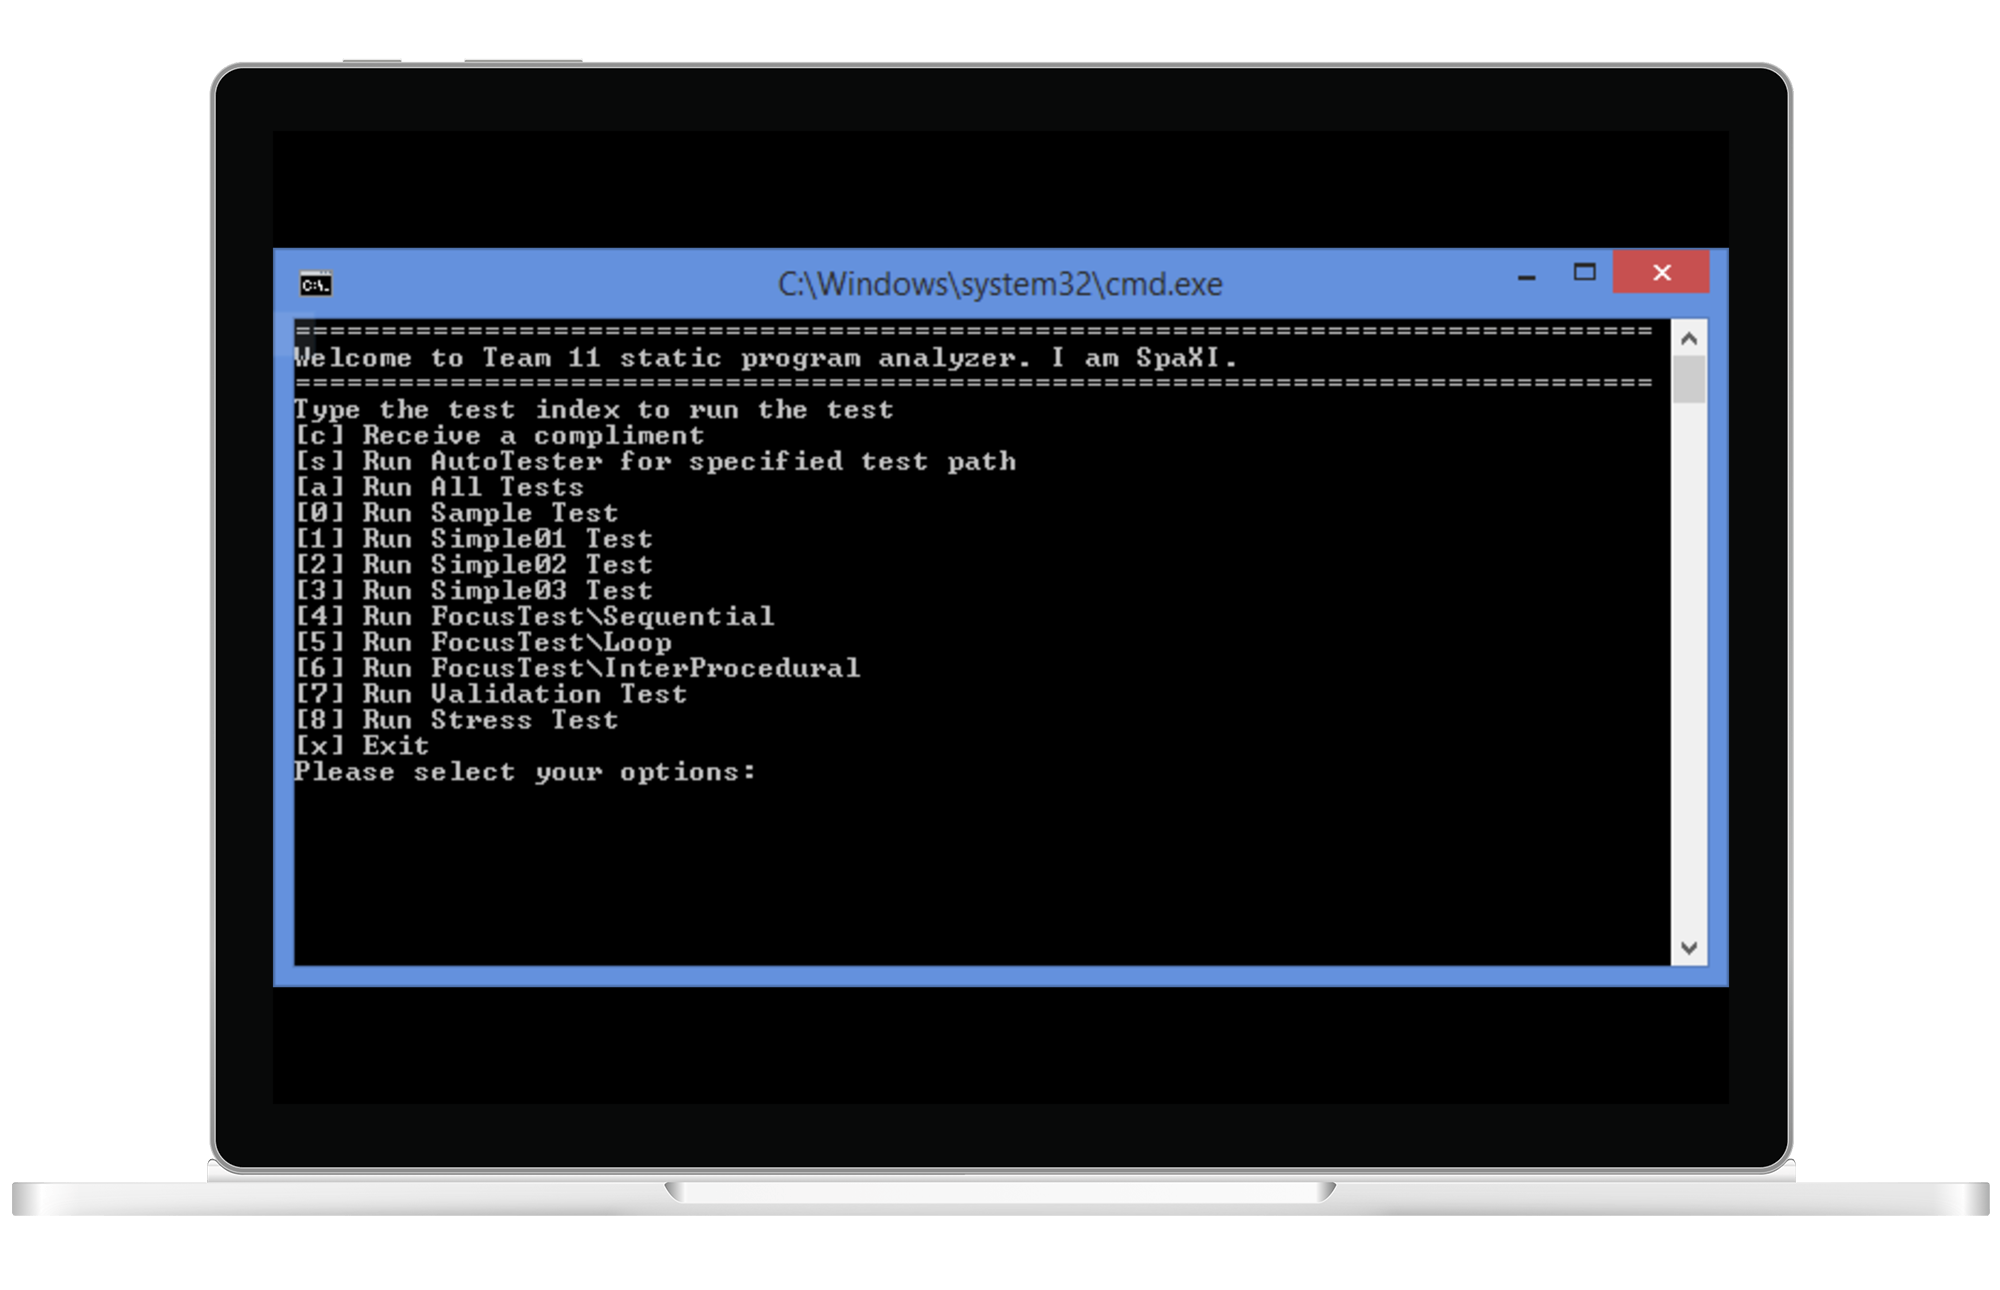 C:\Windows\system32\cmd.exe
C:\.
===============================================================================
Welcome to Team 11 static program analyzer. I am SpaXI.
===============================================================================
Type the test index to run the test
[c] Receive a compliment
[s] Run AutoTester for specified test path
[a] Run All Tests
[0] Run Sample Test
[1] Run Simple01 Test
[2] Run Simple02 Test
[3] Run Simple03 Test
[4] Run FocusTest\Sequential
[5] Run FocusTest\Loop
[6] Run FocusTest\InterProcedural
[7] Run Validation Test
[8] Run Stress Test
[x] Exit
Please select your options: